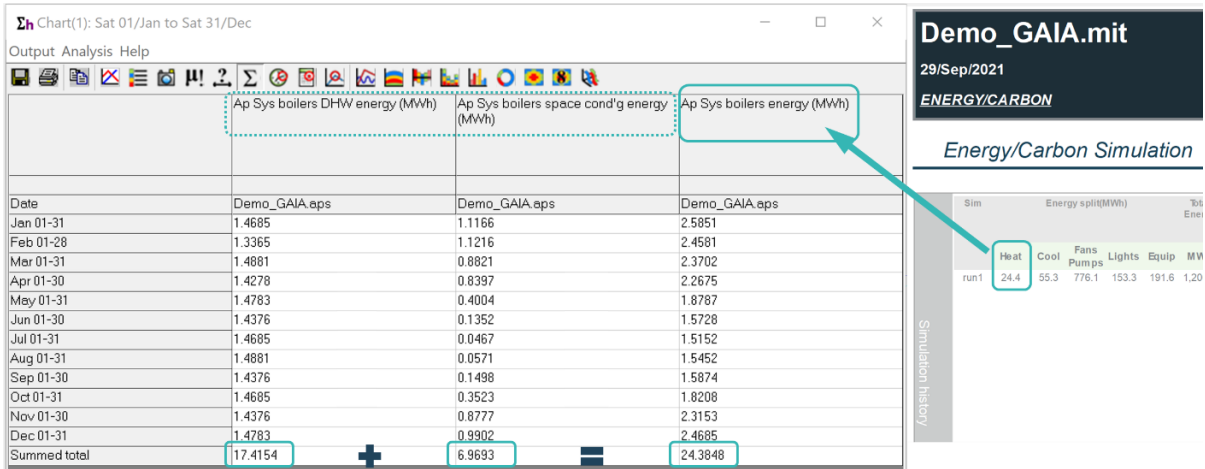 Σh Chart(1): Sat 01/Jan to Sat 31/Dec
Output Analysis Help
Ap Sys boilers DHW energy (MWh) Ap Sys boilers space cond'g energy (MWh) Ap Sys boilers energy (MWh)
Date Demo_GAIA.aps Demo_GAIA.aps Demo_GAIA.aps
Jan 01-31 1.4685 1.1166 2.5851
Feb 01-28 1.3365 1.1216 2.4581
Mar 01-31 1.4881 0.8821 2.3702
Apr 01-30 1.4278 0.8397 2.2675
May 01-31 1.4783 0.4004 1.8787
Jun 01-30 1.4376 0.1352 1.5728
Jul 01-31 1.4685 0.0467 1.5152
Aug 01-31 1.4881 0.0571 1.5452
Sep 01-30 1.4376 0.1498 1.5874
Oct 01-31 1.4685 0.3523 1.8208
Nov 01-30 1.4376 0.8777 2.3153
Dec 01-31 1.4783 0.9902 2.4685
Summed total 17.4154 + 6.9693 = 24.3848
Demo_GAIA.mit
29/Sep/2021
ENERGY/CARBON
Energy/Carbon Simulation
Sim Energy split(MWh)
Heat Cool Fans Pumps Lights Equip
run1 24.4 55.3 776.1 153.3 191.6
Simulation history